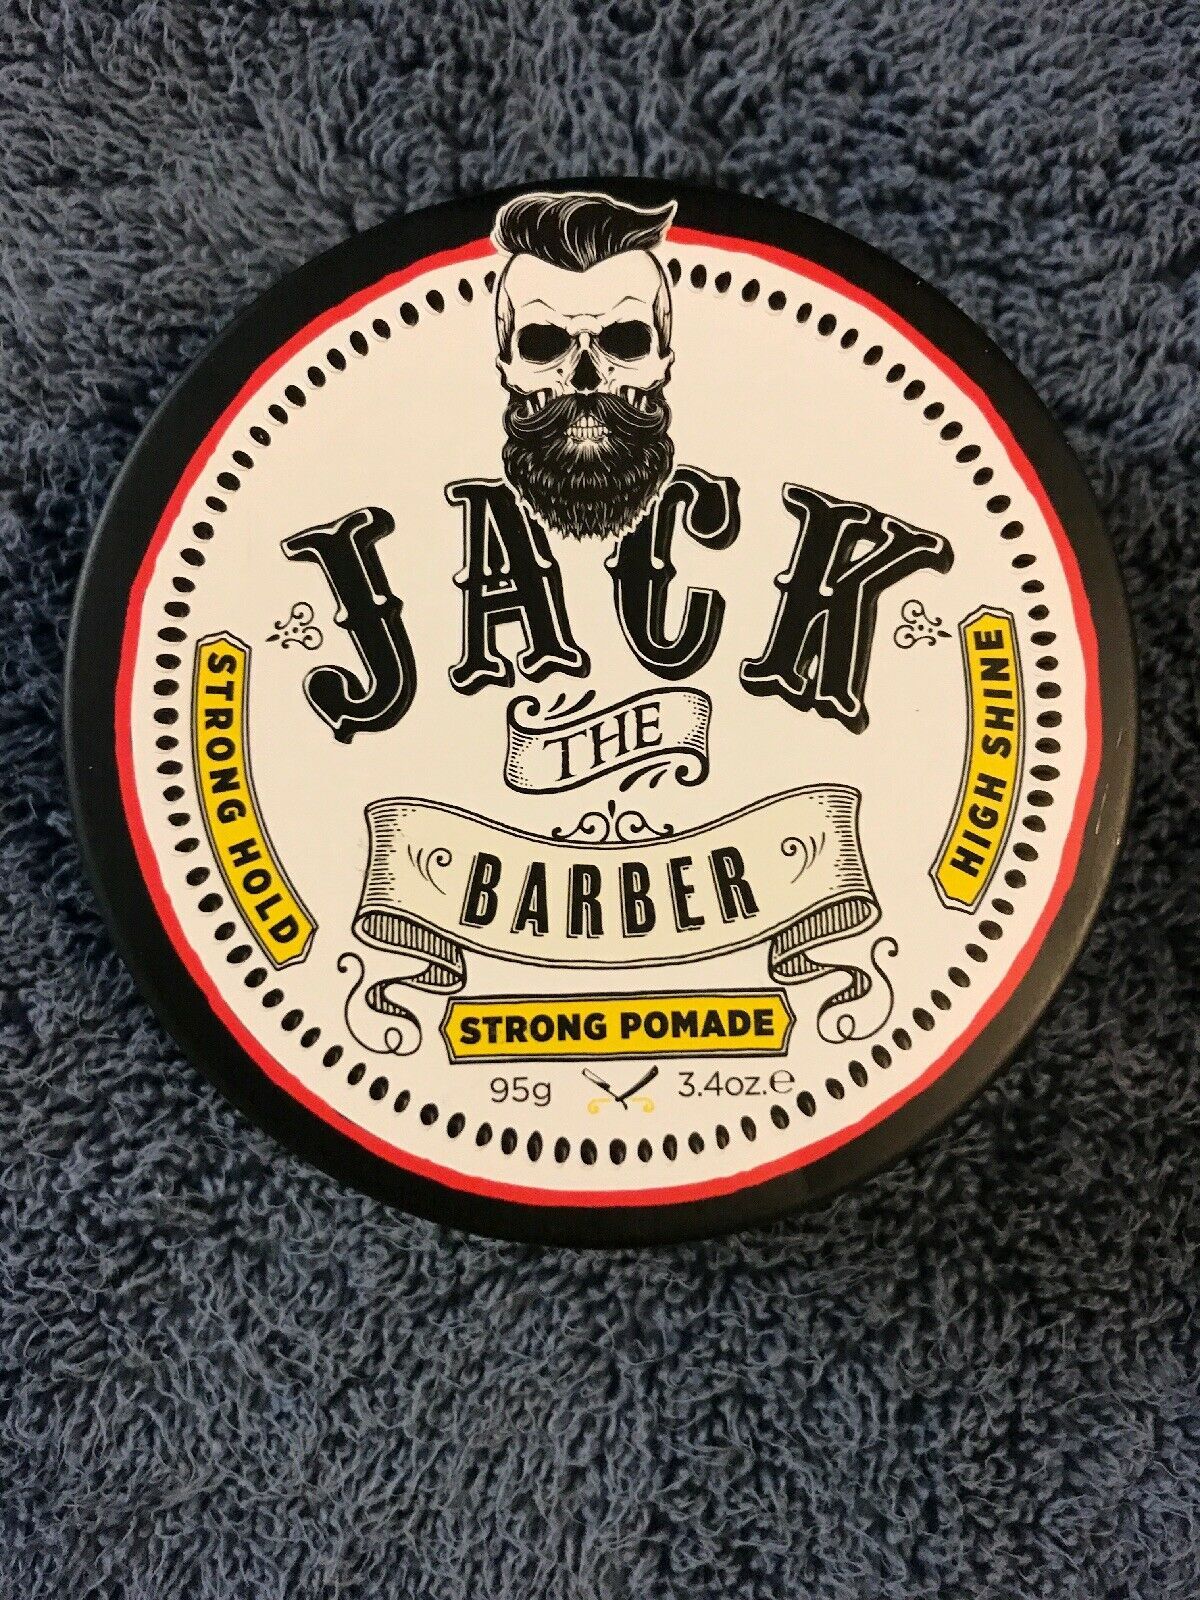 JACK
THE
BARBER
STRONG HOLD
HIGH SHINE
STRONG POMADE
95g 3.4oz.℮